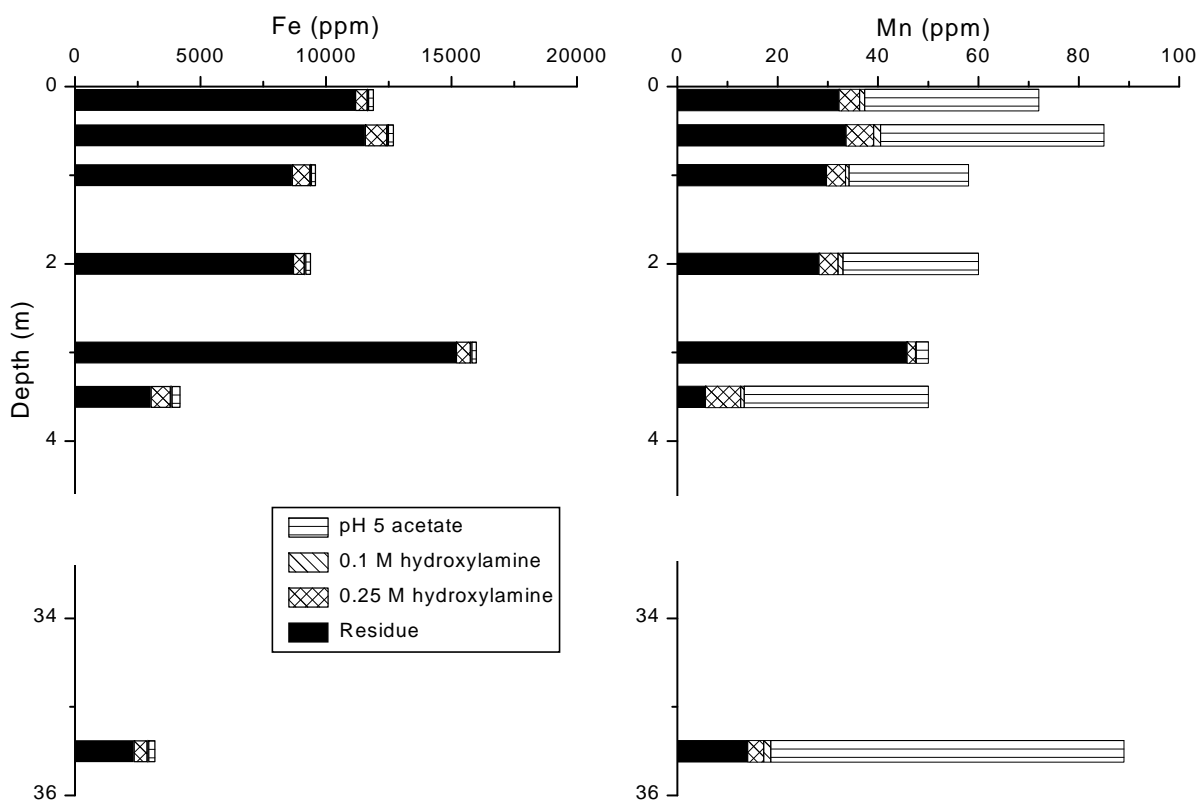 Fe (ppm)
0 5000 10000 15000 20000
Mn (ppm)
0 20 40 60 80 100
Depth (m)
0
2
4
34
36
0
2
4
34
36
pH 5 acetate
0.1 M hydroxylamine
0.25 M hydroxylamine
Residue